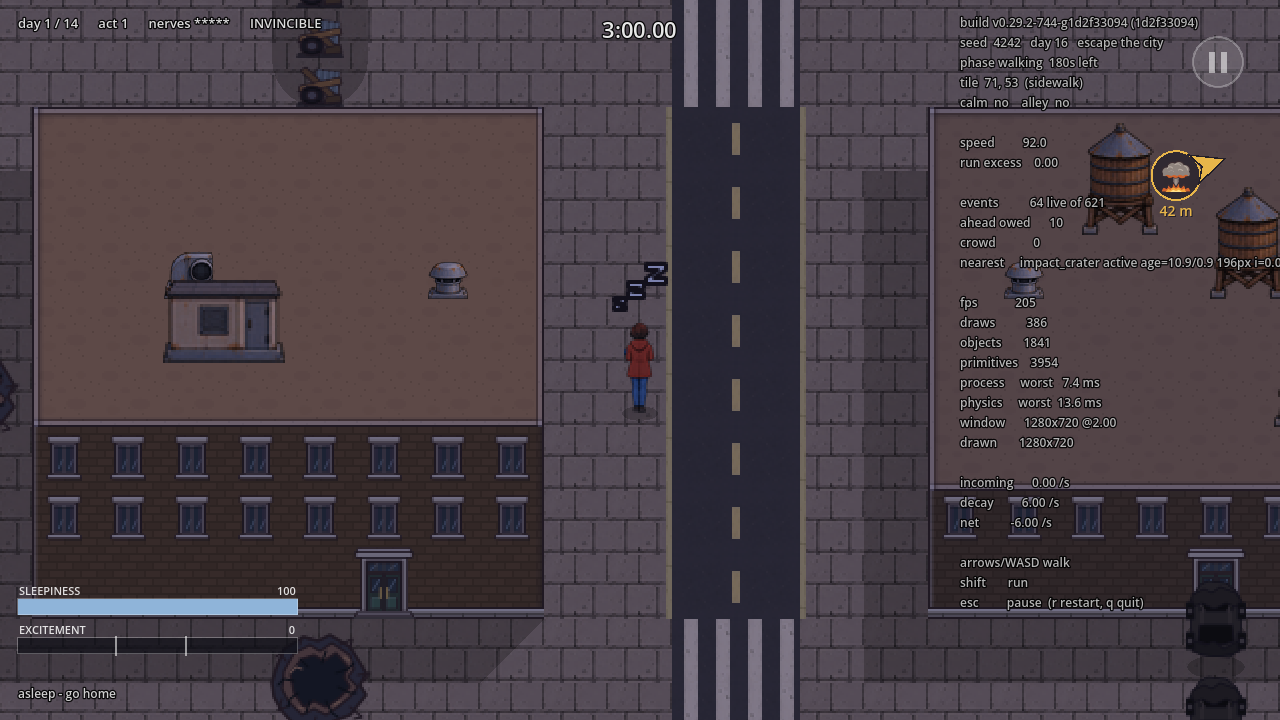 day 1 / 14 act 1 nerves ***** INVINCIBLE
3:00.00
build v0.29.2-744-g1d2f33094 (1d2f33094)
seed 4242 day 16 escape the city
phase walking 180s left
tile 71, 53 (sidewalk)
calm no alley no
speed 92.0
run excess 0.00
events 64 live of 621
ahead owed 10
crowd 0
nearest impact_crater active age=10.9/0.9 196px i=0.0
42 m
fps 205
draws 386
objects 1841
primitives 3954
process worst 7.4 ms
physics worst 13.6 ms
window 1280x720 @2.00
drawn 1280x720
incoming 0.00 /s
decay 6.00 /s
net -6.00 /s
arrows/WASD walk
shift run
esc pause (r restart, q quit)
z z z
SLEEPINESS 100
EXCITEMENT 0
asleep - go home